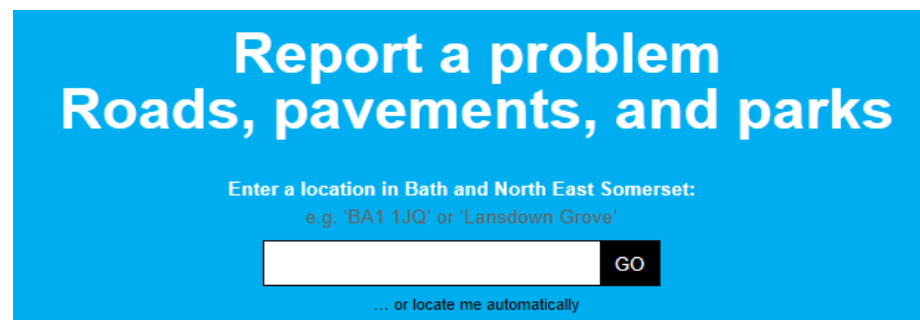 Report a problem
Roads, pavements, and parks
Enter a location in Bath and North East Somerset:
e.g. ‘BA1 1JQ’ or ‘Lansdown Grove’
GO
… or locate me automatically